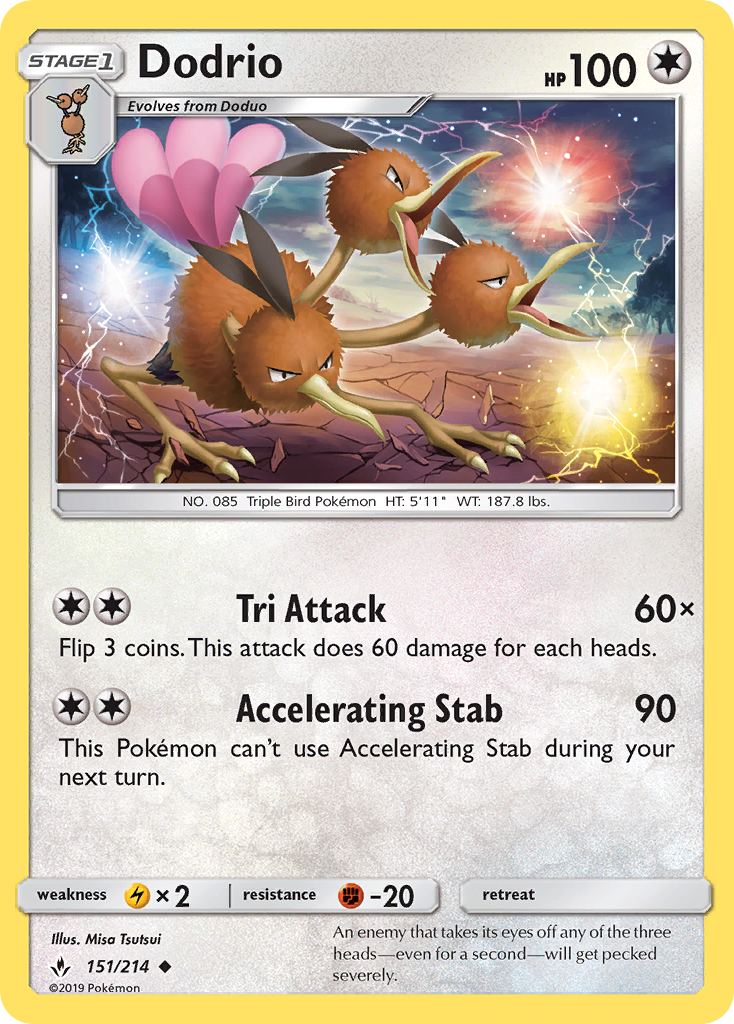 STAGE1
Dodrio
HP 100
Evolves from Doduo
NO. 085 Triple Bird Pokémon HT: 5'11" WT: 187.8 lbs.
Tri Attack 60×
Flip 3 coins. This attack does 60 damage for each heads.
Accelerating Stab 90
This Pokémon can't use Accelerating Stab during your
next turn.
weakness ×2 resistance -20 retreat
Illus. Misa Tsutsui
151/214
©2019 Pokémon
An enemy that takes its eyes off any of the three
heads—even for a second—will get pecked
severely.